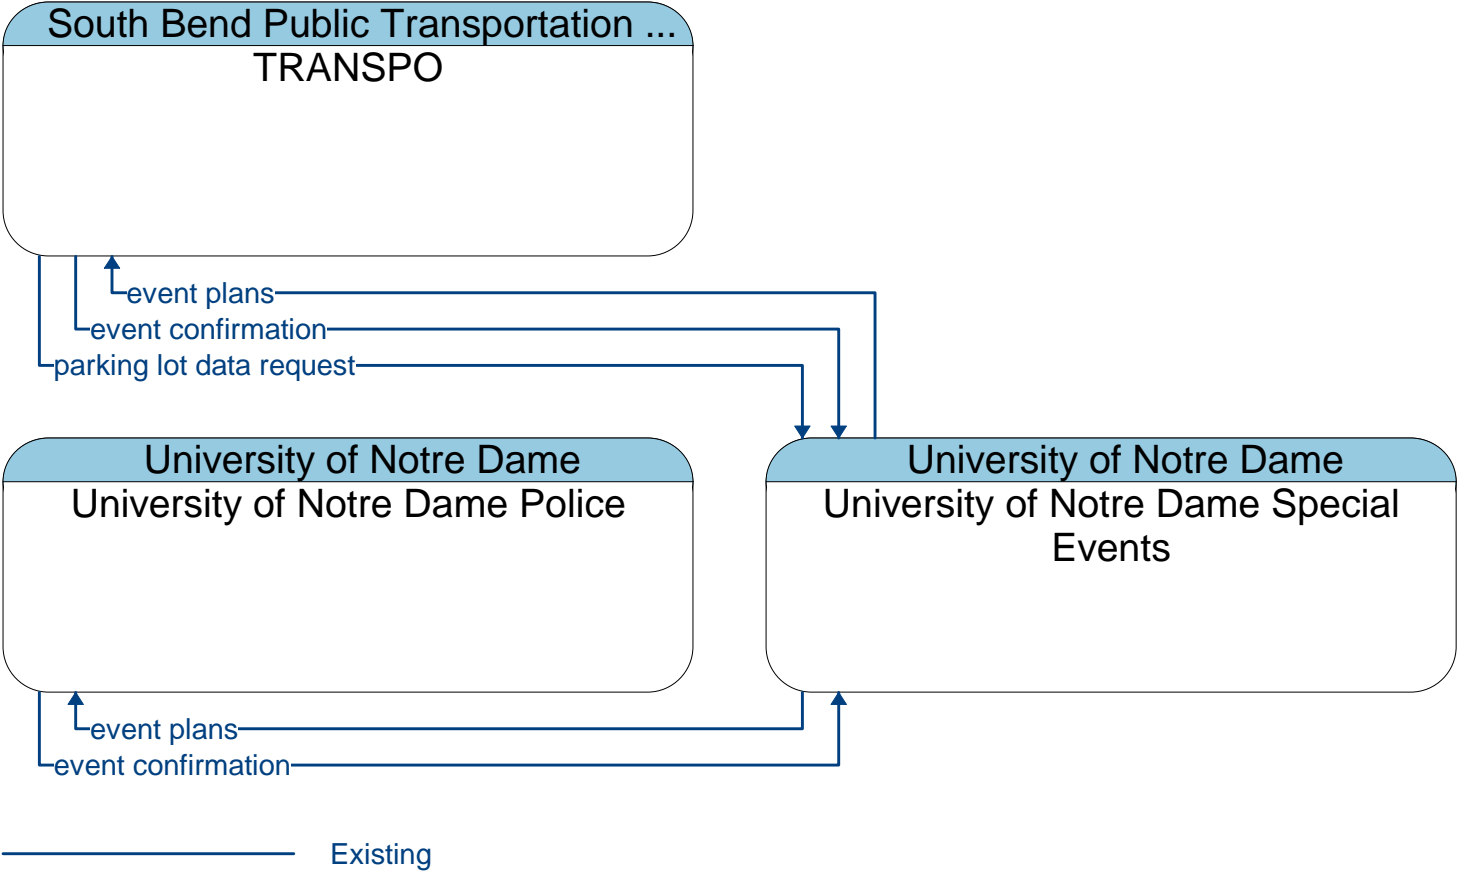 South Bend Public Transportation ...
TRANSPO
event plans
event confirmation
parking lot data request
University of Notre Dame
University of Notre Dame Police
University of Notre Dame
University of Notre Dame Special
Events
event plans
event confirmation
Existing